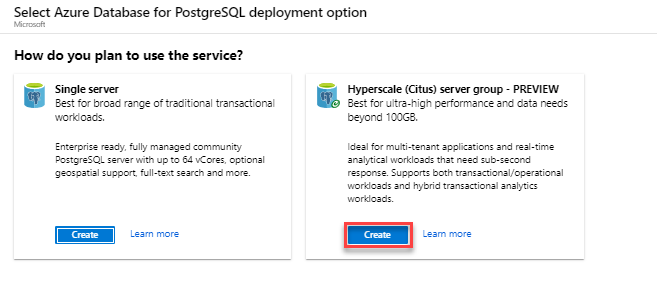 Select Azure Database for PostgreSQL deployment option
Microsoft
How do you plan to use the service?
Single server
Best for broad range of traditional transactional
workloads.
Enterprise ready, fully managed community
PostgreSQL server with up to 64 vCores, optional
geospatial support, full-text search and more.
Create
Learn more
Hyperscale (Citus) server group - PREVIEW
Best for ultra-high performance and data needs
beyond 100GB.
Ideal for multi-tenant applications and real-time
analytical workloads that need sub-second
response. Supports both transactional/operational
workloads and hybrid transactional analytics
workloads.
Create
Learn more